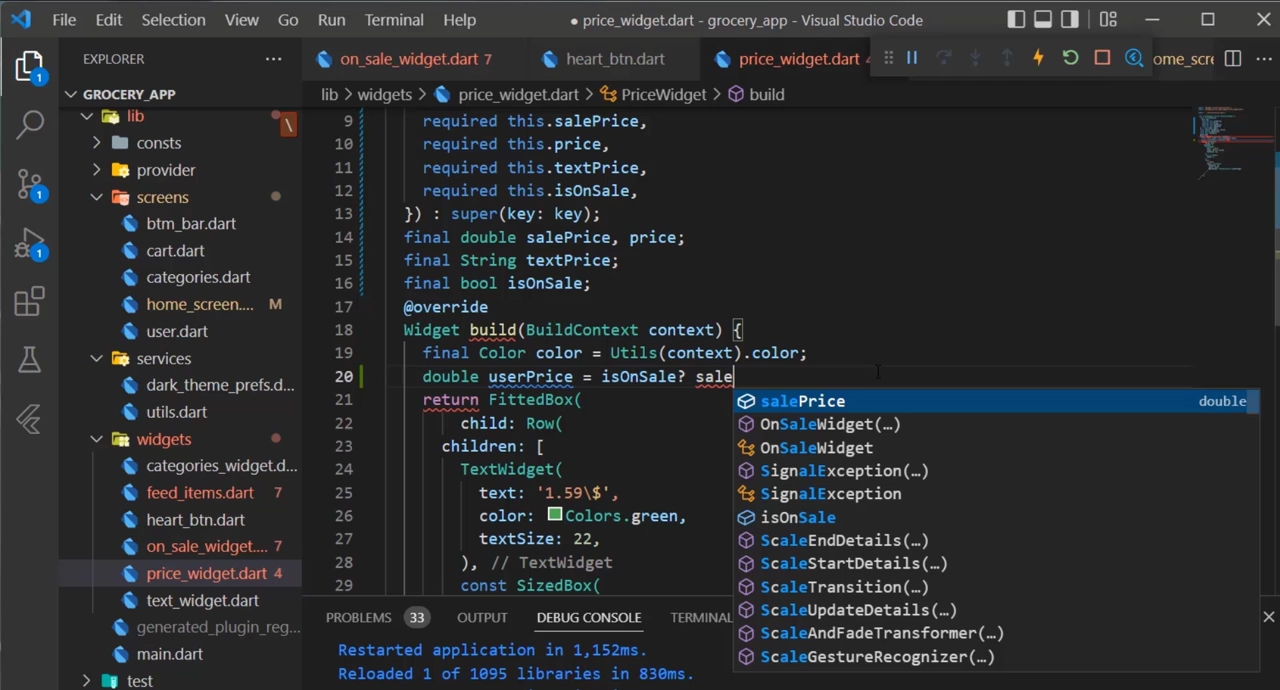 File Edit Selection View Go Run Terminal Help ● price_widget.dart - grocery_app - Visual Studio Code
EXPLORER ...
on_sale_widget.dart 7
heart_btn.dart
price_widget.dart 4
ome_scre
GROCERY_APP
lib > widgets > price_widget.dart > PriceWidget > build
lib
consts
provider
screens
btm_bar.dart
cart.dart
categories.dart
home_screen.... M
user.dart
services
dark_theme_prefs.d...
utils.dart
widgets
categories_widget.d...
feed_items.dart 7
heart_btn.dart
on_sale_widget.... 7
price_widget.dart 4
text_widget.dart
generated_plugin_reg...
main.dart
test
1
1
1
\
9 required this.salePrice,
10 required this.price,
11 required this.textPrice,
12 required this.isOnSale,
13 }) : super(key: key);
14 final double salePrice, price;
15 final String textPrice;
16 final bool isOnSale;
17 @override
18 Widget build(BuildContext context) {
19 final Color color = Utils(context).color;
20 double userPrice = isOnSale? sale
21 return FittedBox(
22 child: Row(
23 children: [
24 TextWidget(
25 text: '1.59\$',
26 color: Colors.green,
27 textSize: 22,
28 ), // TextWidget
29 const SizedBox(
salePrice double
OnSaleWidget(…)
OnSaleWidget
SignalException(…)
SignalException
isOnSale
ScaleEndDetails(…)
ScaleStartDetails(…)
ScaleTransition(…)
ScaleUpdateDetails(…)
ScaleAndFadeTransformer(…)
ScaleGestureRecognizer(…)
PROBLEMS 33 OUTPUT DEBUG CONSOLE TERMINAL
Restarted application in 1,152ms.
Reloaded 1 of 1095 libraries in 830ms.